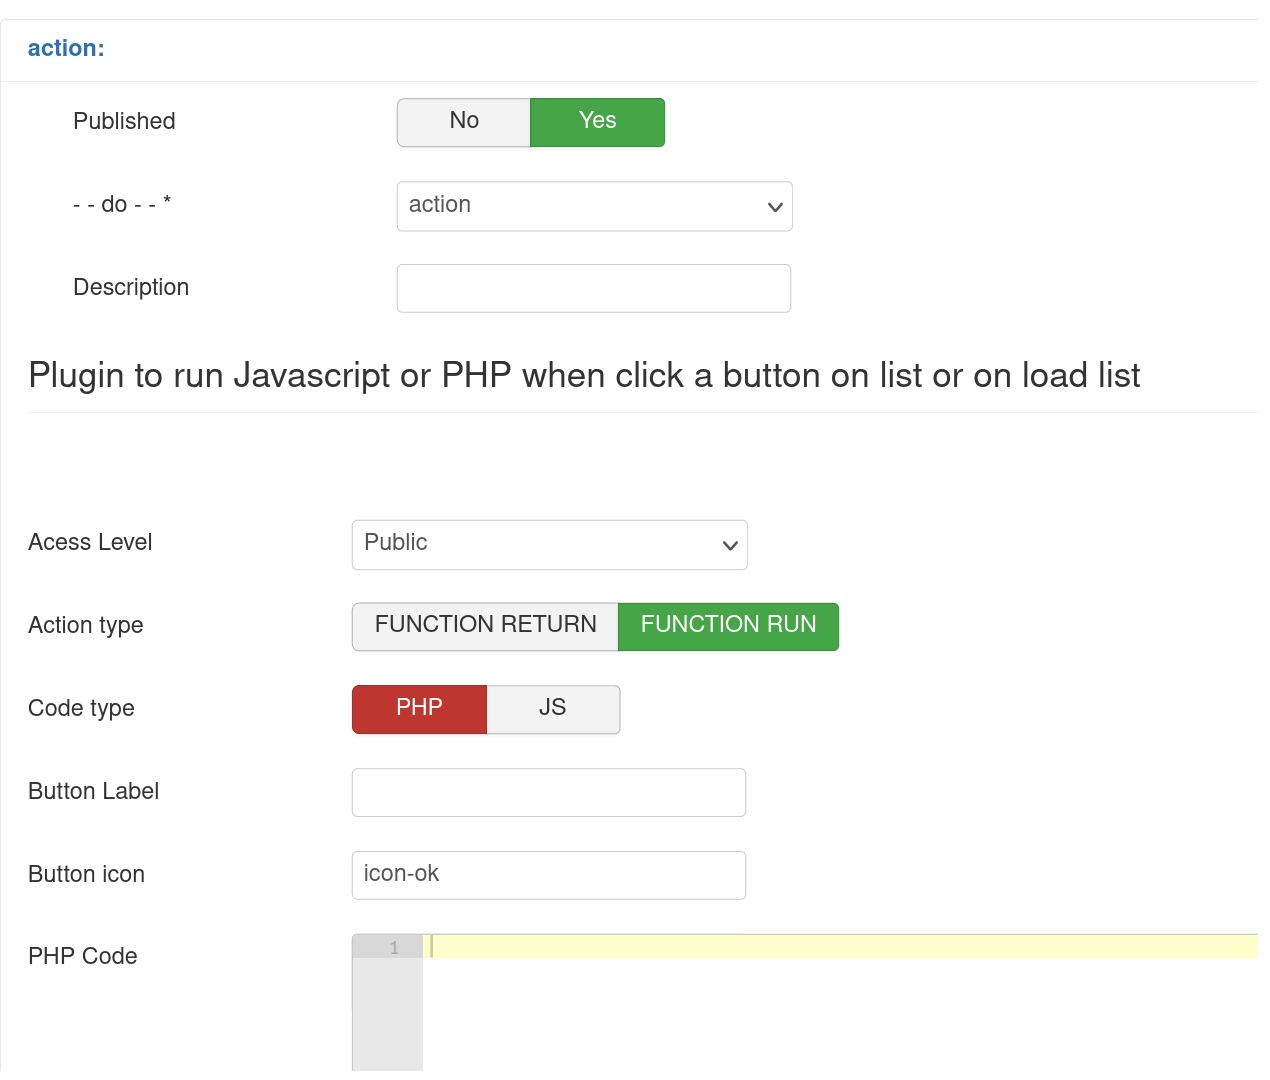 action:
Published No Yes
- - do - - * action
Description
Plugin to run Javascript or PHP when click a button on list or on load list
Acess Level Public
Action type FUNCTION RETURN FUNCTION RUN
Code type PHP JS
Button Label
Button icon icon-ok
PHP Code 1